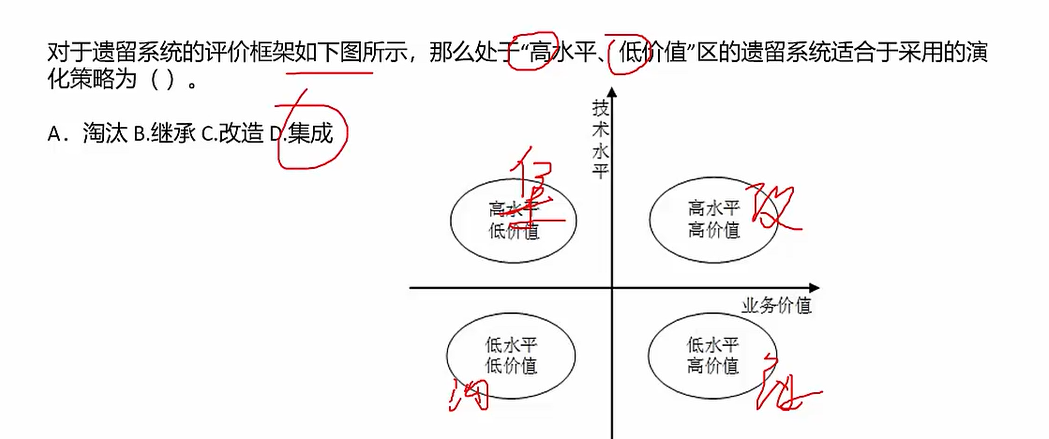 对于遗留系统的评价框架如下图所示，那么处于“高水平、低价值”区的遗留系统适合于采用的演
化策略为（ ）。
A．淘汰 B.继承 C.改造 D.集成
技术水平
高水平
低价值
集
高水平
高价值
改
业务价值
低水平
低价值
淘
低水平
高价值